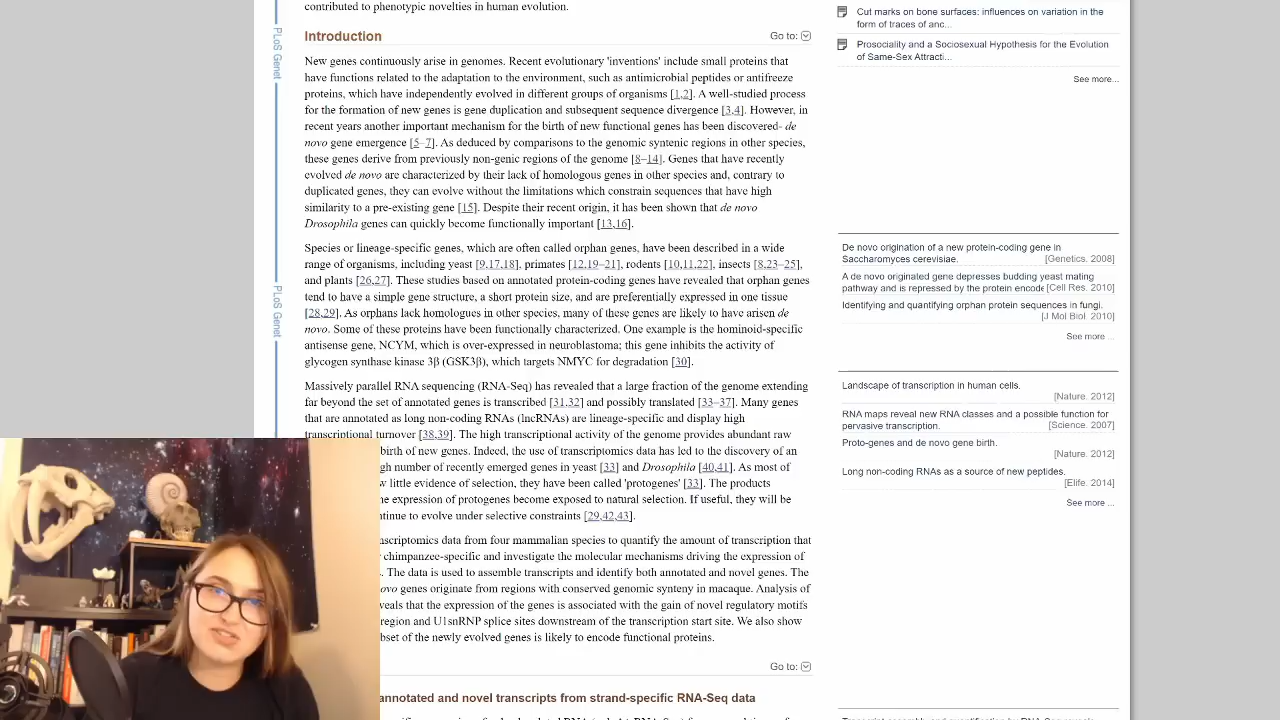 contributed to phenotypic novelties in human evolution.
Introduction
Go to:
New genes continuously arise in genomes. Recent evolutionary 'inventions' include small proteins that
have functions related to the adaptation to the environment, such as antimicrobial peptides or antifreeze
proteins, which have independently evolved in different groups of organisms [1,2]. A well-studied process
for the formation of new genes is gene duplication and subsequent sequence divergence [3,4]. However, in
recent years another important mechanism for the birth of new functional genes has been discovered- de
novo gene emergence [5–7]. As deduced by comparisons to the genomic syntenic regions in other species,
these genes derive from previously non-genic regions of the genome [8–14]. Genes that have recently
evolved de novo are characterized by their lack of homologous genes in other species and, contrary to
duplicated genes, they can evolve without the limitations which constrain sequences that have high
similarity to a pre-existing gene [15]. Despite their recent origin, it has been shown that de novo
Drosophila genes can quickly become functionally important [13,16].
Species or lineage-specific genes, which are often called orphan genes, have been described in a wide
range of organisms, including yeast [9,17,18], primates [12,19–21], rodents [10,11,22], insects [8,23–25],
and plants [26,27]. These studies based on annotated protein-coding genes have revealed that orphan genes
tend to have a simple gene structure, a short protein size, and are preferentially expressed in one tissue
[28,29]. As orphans lack homologues in other species, many of these genes are likely to have arisen de
novo. Some of these proteins have been functionally characterized. One example is the hominoid-specific
antisense gene NCYM, which is over-expressed in neuroblastoma; this gene inhibits the activity of
glycogen synthase kinase 3β (GSK3β), which targets NMYC for degradation [30].
Massively parallel RNA sequencing (RNA-Seq) has revealed that a large fraction of the genome extending
far beyond the set of annotated genes is transcribed [31,32] and possibly translated [33–37]. Many genes
that are annotated as long non-coding RNAs (lncRNAs) are lineage-specific and display high
transcriptional turnover [38,39]. The high transcriptional activity of the genome provides abundant raw
birth of new genes. Indeed, the use of transcriptomics data has led to the discovery of an
gh number of recently emerged genes in yeast [33] and Drosophila [40,41]. As most of
w little evidence of selection, they have been called 'protogenes' [33]. The products
he expression of protogenes become exposed to natural selection. If useful, they will be
ntinue to evolve under selective constraints [29,42,43].
nscriptomics data from four mammalian species to quantify the amount of transcription that
chimpanzee-specific and investigate the molecular mechanisms driving the expression of
s. The data is used to assemble transcripts and identify both annotated and novel genes. The
ovo genes originate from regions with conserved genomic synteny in macaque. Analysis of
veals that the expression of the genes is associated with the gain of novel regulatory motifs
region and U1snRNP splice sites downstream of the transcription start site. We also show
bset of the newly evolved genes is likely to encode functional proteins.
Go to:
annotated and novel transcripts from strand-specific RNA-Seq data
PLoS Genet
PLoS Genet
Cut marks on bone surfaces: influences on variation in the
form of traces of anc...
Prosociality and a Sociosexual Hypothesis for the Evolution
of Same-Sex Attracti...
See more...
De novo origination of a new protein-coding gene in
Saccharomyces cerevisiae. [Genetics. 2008]
A de novo originated gene depresses budding yeast mating
pathway and is repressed by the protein encode [Cell Res. 2010]
Identifying and quantifying orphan protein sequences in fungi.
[J Mol Biol. 2010]
See more ...
Landscape of transcription in human cells.
[Nature. 2012]
RNA maps reveal new RNA classes and a possible function for
pervasive transcription. [Science. 2007]
Proto-genes and de novo gene birth.
[Nature. 2012]
Long non-coding RNAs as a source of new peptides.
[Elife. 2014]
See more ...